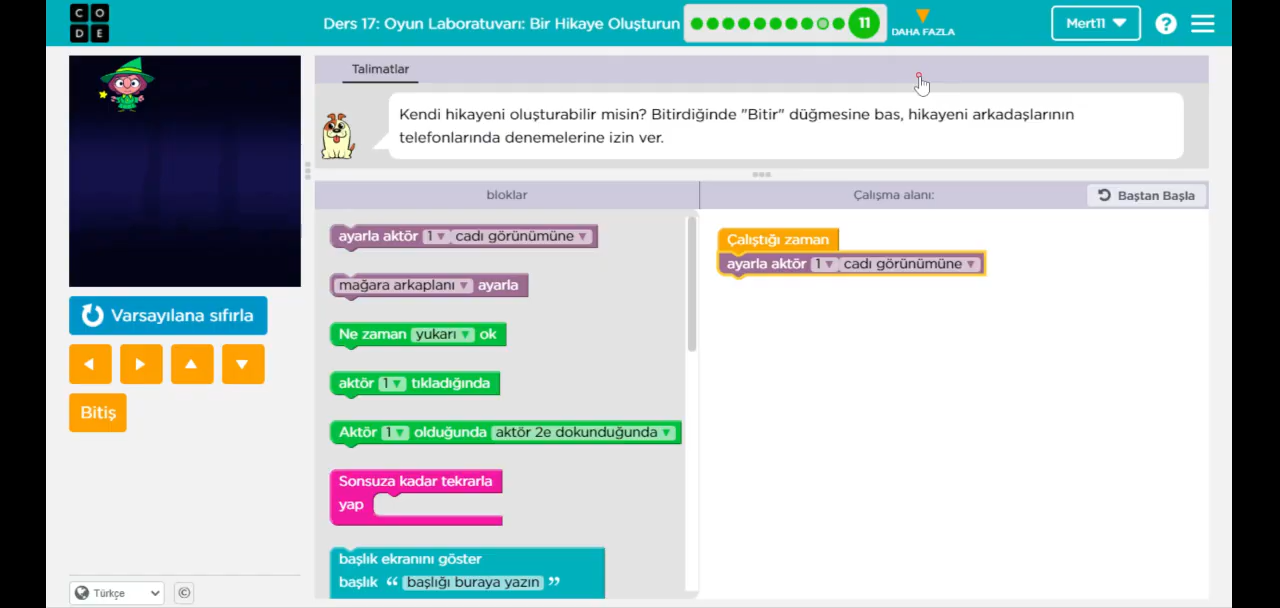 C O
D E
Ders 17: Oyun Laboratuvarı: Bir Hikaye Oluşturun
11
DAHA FAZLA
Mert11
?
Talimatlar
Kendi hikayeni oluşturabilir misin? Bitirdiğinde "Bitir" düğmesine bas, hikayeni arkadaşlarının
telefonlarında denemelerine izin ver.
bloklar
Çalışma alanı:
Baştan Başla
ayarla aktör 1 cadı görünümüne
mağara arkaplanı ayarla
Ne zaman yukarı ok
aktör 1 tıkladığında
Aktör 1 olduğunda aktör 2e dokunduğunda
Sonsuza kadar tekrarla
yap
başlık ekranını göster
başlık “ başlığı buraya yazın ”
Çalıştığı zaman
ayarla aktör 1 cadı görünümüne
Varsayılana sıfırla
Bitiş
Türkçe
©